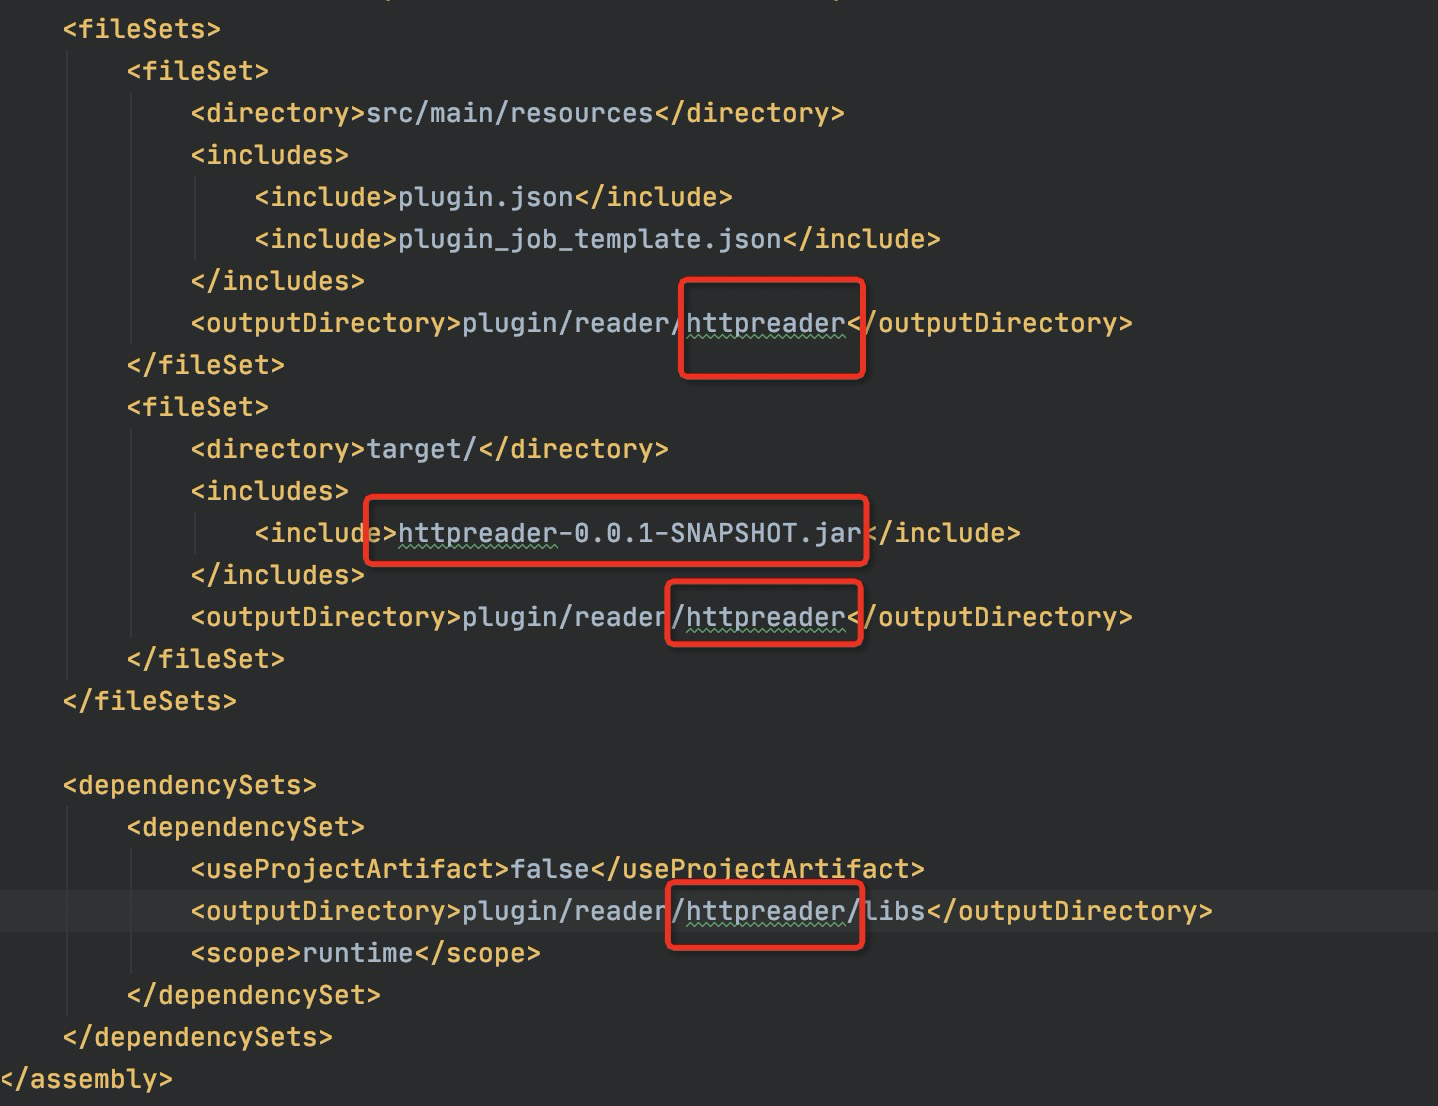 <fileSets>
<fileSet>
<directory>src/main/resources</directory>
<includes>
<include>plugin.json</include>
<include>plugin_job_template.json</include>
</includes>
<outputDirectory>plugin/reader/httpreader</outputDirectory>
</fileSet>
<fileSet>
<directory>target/</directory>
<includes>
<include>httpreader-0.0.1-SNAPSHOT.jar</include>
</includes>
<outputDirectory>plugin/reader/httpreader</outputDirectory>
</fileSet>
</fileSets>
<dependencySets>
<dependencySet>
<useProjectArtifact>false</useProjectArtifact>
<outputDirectory>plugin/reader/httpreader/libs</outputDirectory>
<scope>runtime</scope>
</dependencySet>
</dependencySets>
</assembly>